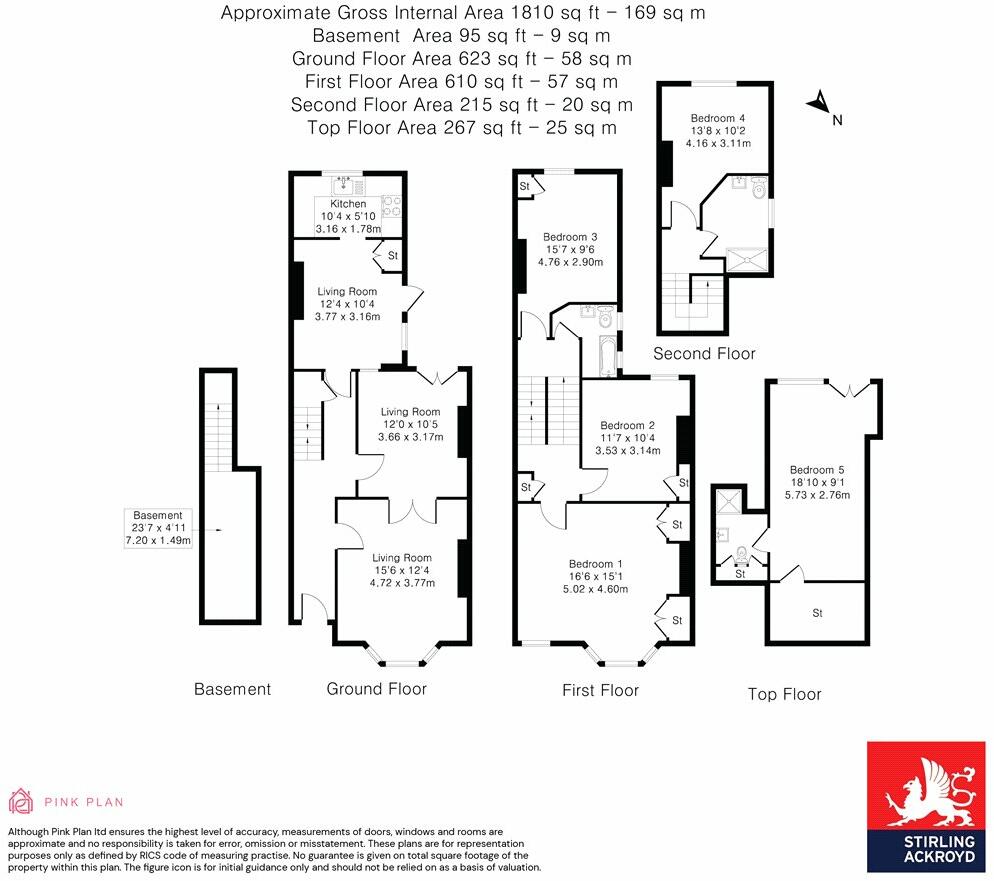 Approximate Gross Internal Area 1810 sq ft - 169 sq m
Basement Area 95 sq ft - 9 sq m
Ground Floor Area 623 sq ft - 58 sq m
First Floor Area 610 sq ft - 57 sq m
Second Floor Area 215 sq ft - 20 sq m
Top Floor Area 267 sq ft - 25 sq m
N
Basement
23'7 x 4'11
7.20 x 1.49m
Basement
Kitchen
10'4 x 5'10
3.16 x 1.78m
St
Living Room
12'4 x 10'4
3.77 x 3.16m
Living Room
12'0 x 10'5
3.66 x 3.17m
Living Room
15'6 x 12'4
4.72 x 3.77m
Ground Floor
St
Bedroom 3
15'7 x 9'6
4.76 x 2.90m
Bedroom 2
11'7 x 10'4
3.53 x 3.14m
St
St
St
Bedroom 1
16'6 x 15'1
5.02 x 4.60m
St
First Floor
Bedroom 4
13'8 x 10'2
4.16 x 3.11m
Second Floor
Bedroom 5
18'10 x 9'1
5.73 x 2.76m
St
St
Top Floor
PINK PLAN
Although Pink Plan ltd ensures the highest level of accuracy, measurements of doors, windows and rooms are
approximate and no responsibility is taken for error, omission or misstatement. These plans are for representation
purposes only as defined by RICS code of measuring practise. No guarantee is given on total square footage of the
property within this plan. The figure icon is for initial guidance only and should not be relied on as a basis of valuation.
STIRLING
ACKROYD